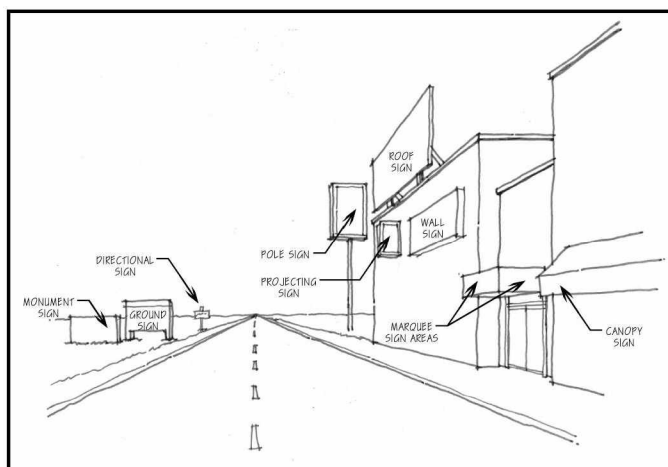 ROOF
SIGN
WALL
SIGN
POLE SIGN
PROJECTING
SIGN
DIRECTIONAL
SIGN
MONUMENT
SIGN
GROUND
SIGN
MARQUEE
SIGN AREAS
CANOPY
SIGN